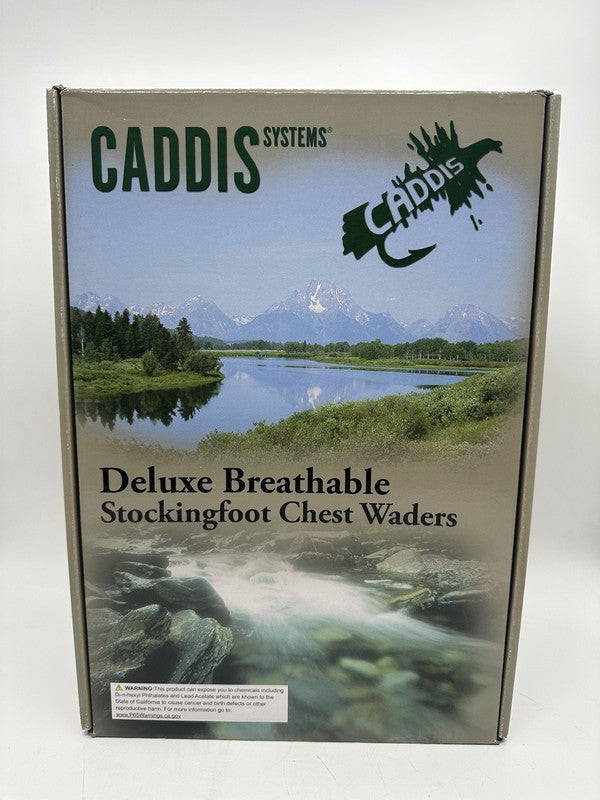 CADDIS SYSTEMS®
CADDIS
Deluxe Breathable
Stockingfoot Chest Waders
WARNING:This product can expose you to chemicals including
Di-n-hexyl Phthalates and Lead Acetate which are known to the
State of California to cause cancer and birth defects or other
reproductive harm. For more information go to:
www.P65Warnings.ca.gov